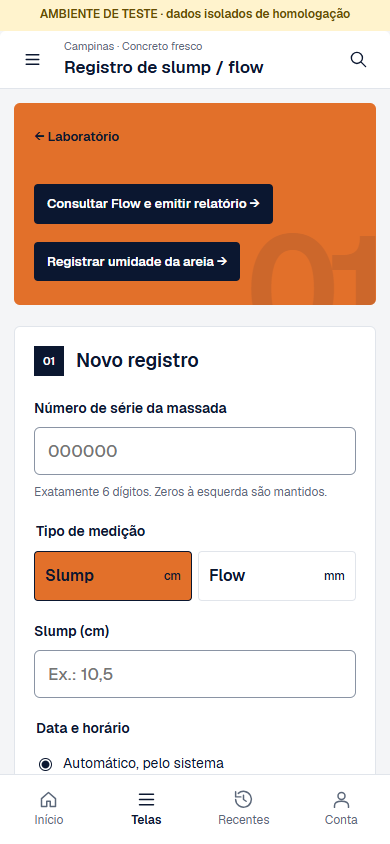 AMBIENTE DE TESTE · dados isolados de homologação
Campinas · Concreto fresco
Registro de slump / flow
← Laboratório
Consultar Flow e emitir relatório →
Registrar umidade da areia →
01
01
Novo registro
Número de série da massada
000000
Exatamente 6 dígitos. Zeros à esquerda são mantidos.
Tipo de medição
Slump cm
Flow mm
Slump (cm)
Ex.: 10,5
Data e horário
Automático, pelo sistema
Início
Telas
Recentes
Conta